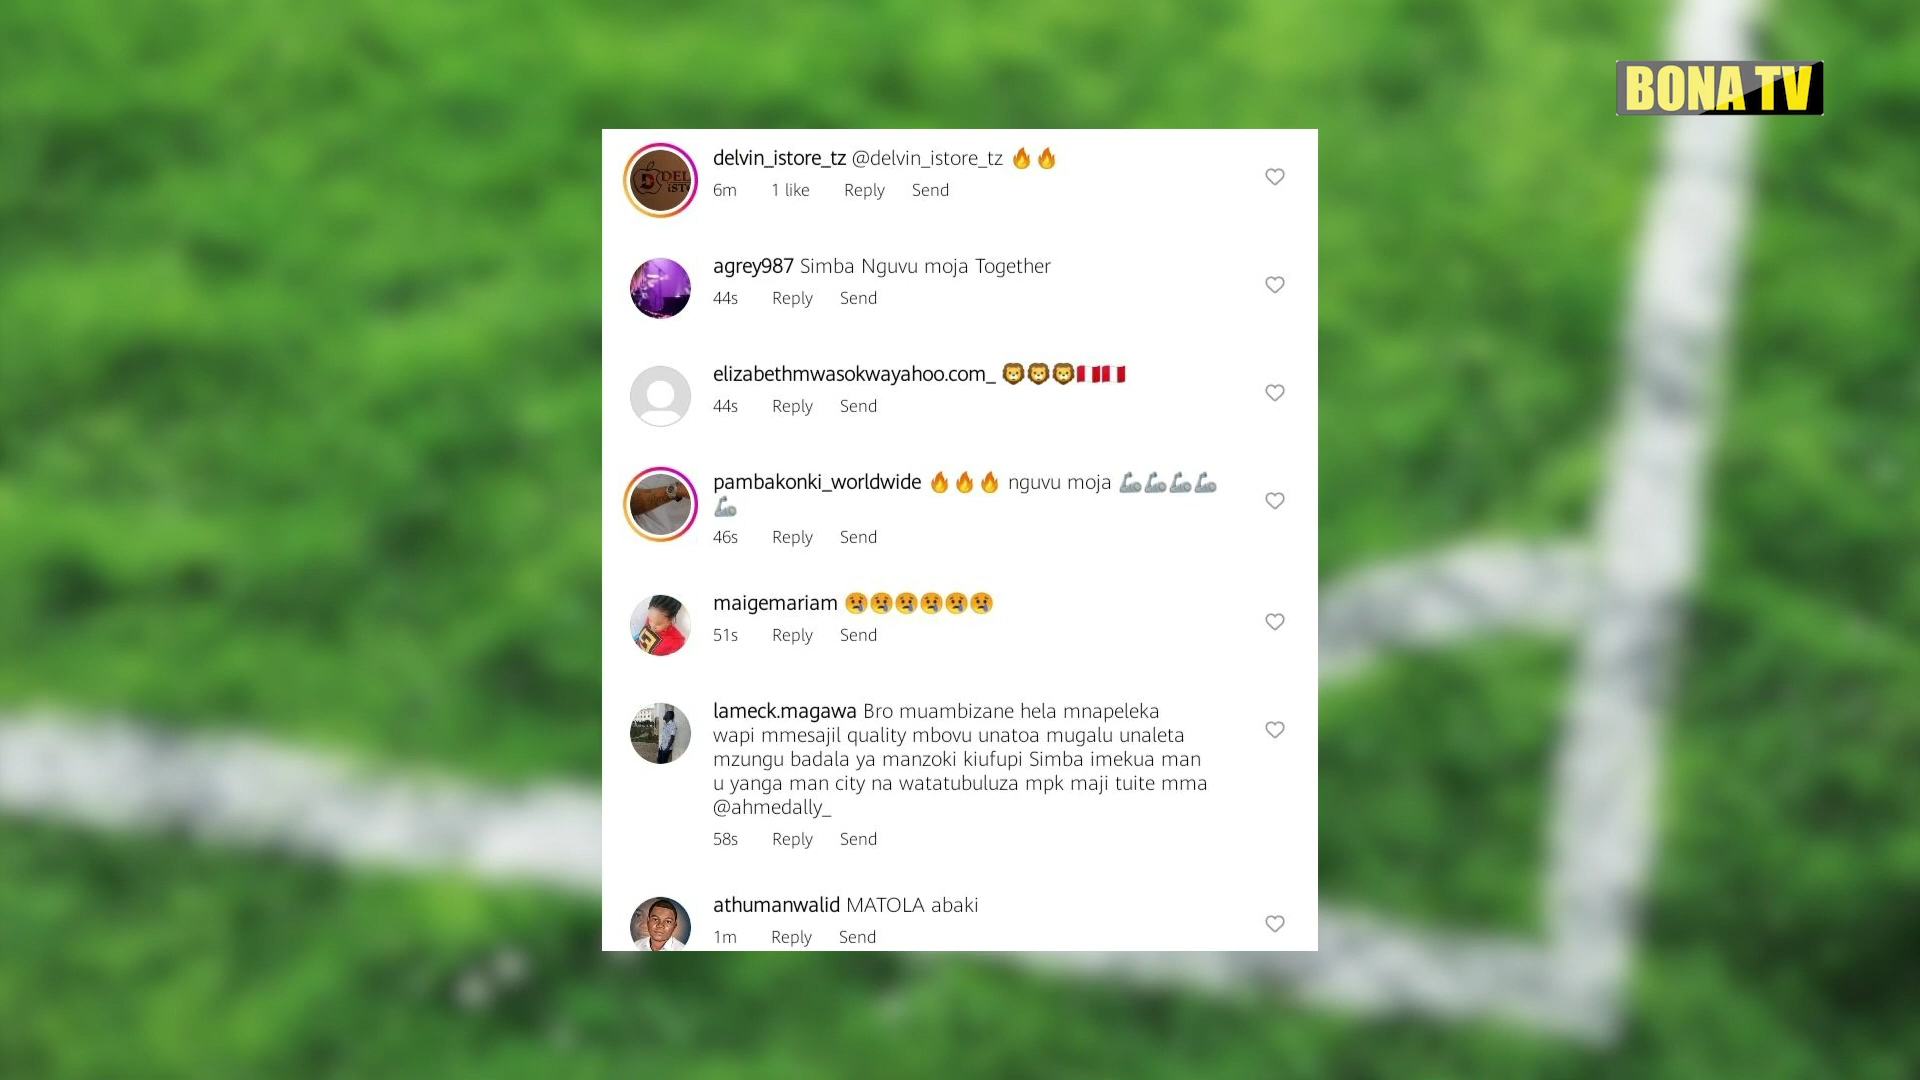 BONA TV
delvin_istore_tz @delvin_istore_tz 🔥🔥
6m 1 like Reply Send
agrey987 Simba Nguvu moja Together
44s Reply Send
elizabethmwasokwayahoo.com_ 🦁🦁🦁🇵🇪🇵🇪
44s Reply Send
pambakonki_worldwide 🔥🔥🔥 nguvu moja 🦾🦾🦾🦾
🦾
46s Reply Send
maigemariam 😢😢😢😢😢😢
51s Reply Send
lameck.magawa Bro muambizane hela mnapeleka
wapi mmesajil quality mbovu unatoa mugalu unaleta
mzungu badala ya manzoki kiufupi Simba imekua man
u yanga man city na watatubuluza mpk maji tuite mma
@ahmedally_
58s Reply Send
athumanwalid MATOLA abaki
1m Reply Send